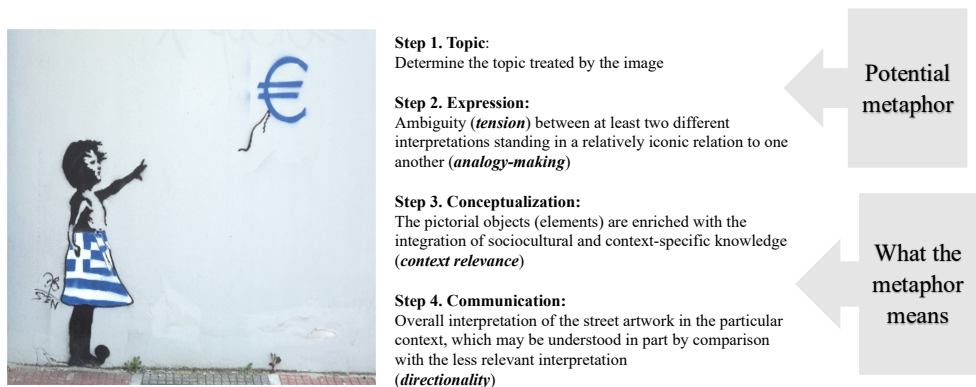 Step 1. Topic:
Determine the topic treated by the image
Step 2. Expression:
Ambiguity (tension) between at least two different
interpretations standing in a relatively iconic relation to one
another (analogy-making)
Step 3. Conceptualization:
The pictorial objects (elements) are enriched with the
integration of sociocultural and context-specific knowledge
(context relevance)
Step 4. Communication:
Overall interpretation of the street artwork in the particular
context, which may be understood in part by comparison
with the less relevant interpretation
(directionality)
Potential
metaphor
What the
metaphor
means
€